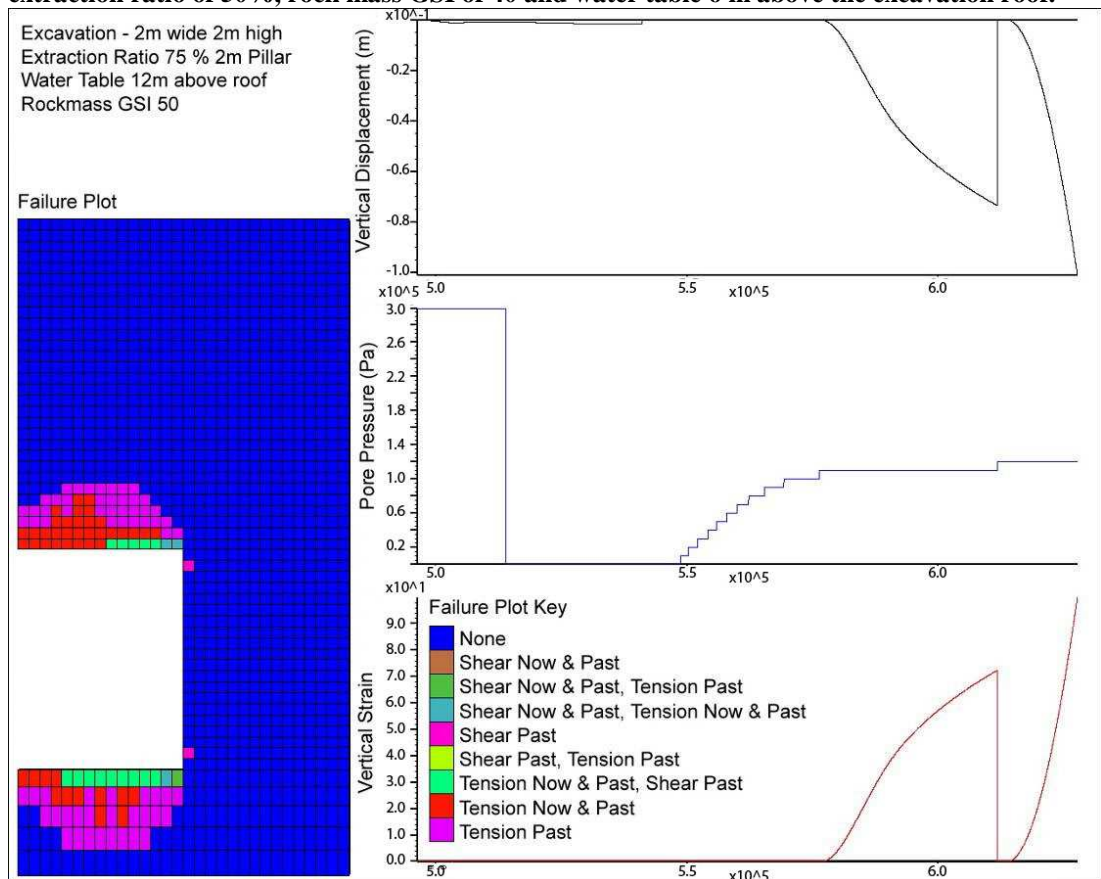 extraction ratio of 50%, rock mass GSI of 40 and water table 6 m above the excavation roof.
Excavation - 2m wide 2m high
Extraction Ratio 75 % 2m Pillar
Water Table 12m above roof
Rockmass GSI 50
Failure Plot
x10^-1
Vertical Displacement (m)
-0.2
-0.4
-0.6
-0.8
-1.0
5.0
5.5
x10^5
6.0
x10^5
Pore Pressure (Pa)
3.0
2.6
2.2
1.8
1.4
1.0
0.6
0.2
5.0
5.5
x10^5
6.0
x10^1
Vertical Strain
9.0
8.0
7.0
6.0
5.0
4.0
3.0
2.0
1.0
0.0
5.0
5.5
x10^5
6.0
Failure Plot Key
None
Shear Now & Past
Shear Now & Past, Tension Past
Shear Now & Past, Tension Now & Past
Shear Past
Shear Past, Tension Past
Tension Now & Past, Shear Past
Tension Now & Past
Tension Past